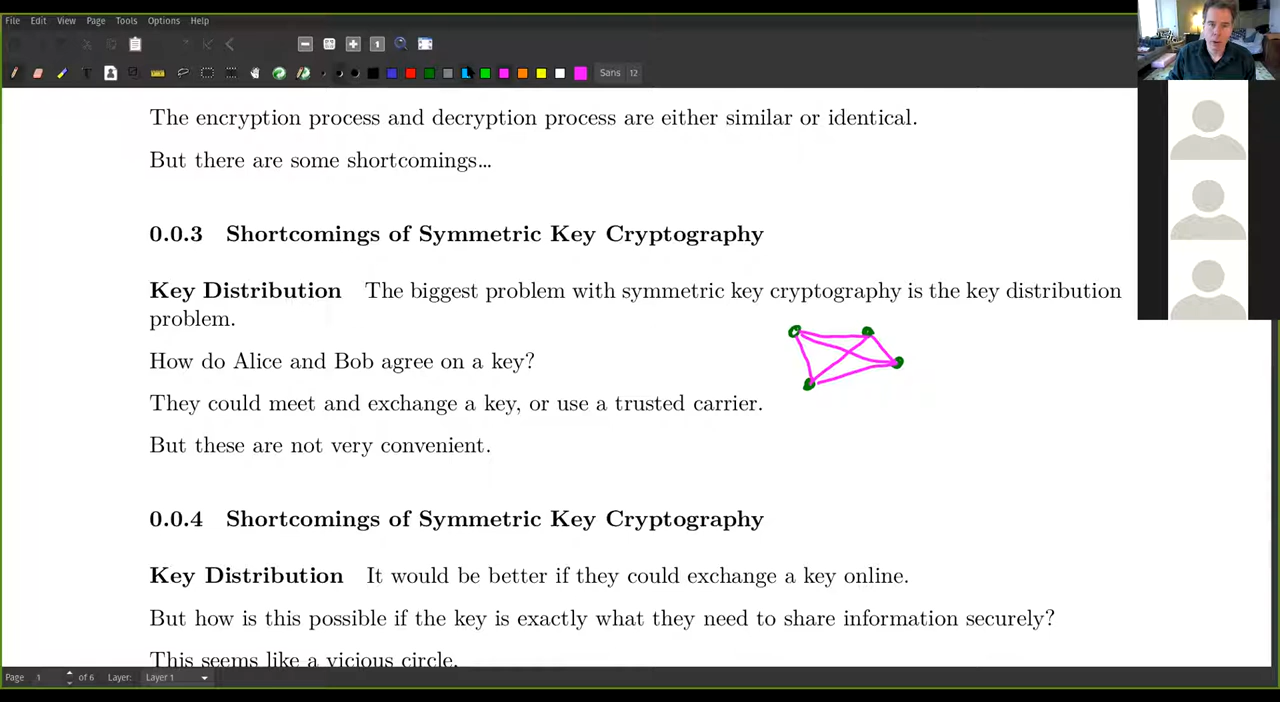 File Edit View Page Tools Options Help
Sans 12
The encryption process and decryption process are either similar or identical.
But there are some shortcomings...
0.0.3 Shortcomings of Symmetric Key Cryptography
Key Distribution The biggest problem with symmetric key cryptography is the key distribution
problem.
How do Alice and Bob agree on a key?
They could meet and exchange a key, or use a trusted carrier.
But these are not very convenient.
0.0.4 Shortcomings of Symmetric Key Cryptography
Key Distribution It would be better if they could exchange a key online.
But how is this possible if the key is exactly what they need to share information securely?
This seems like a vicious circle.
Page 1 of 6 Layer: Layer 1